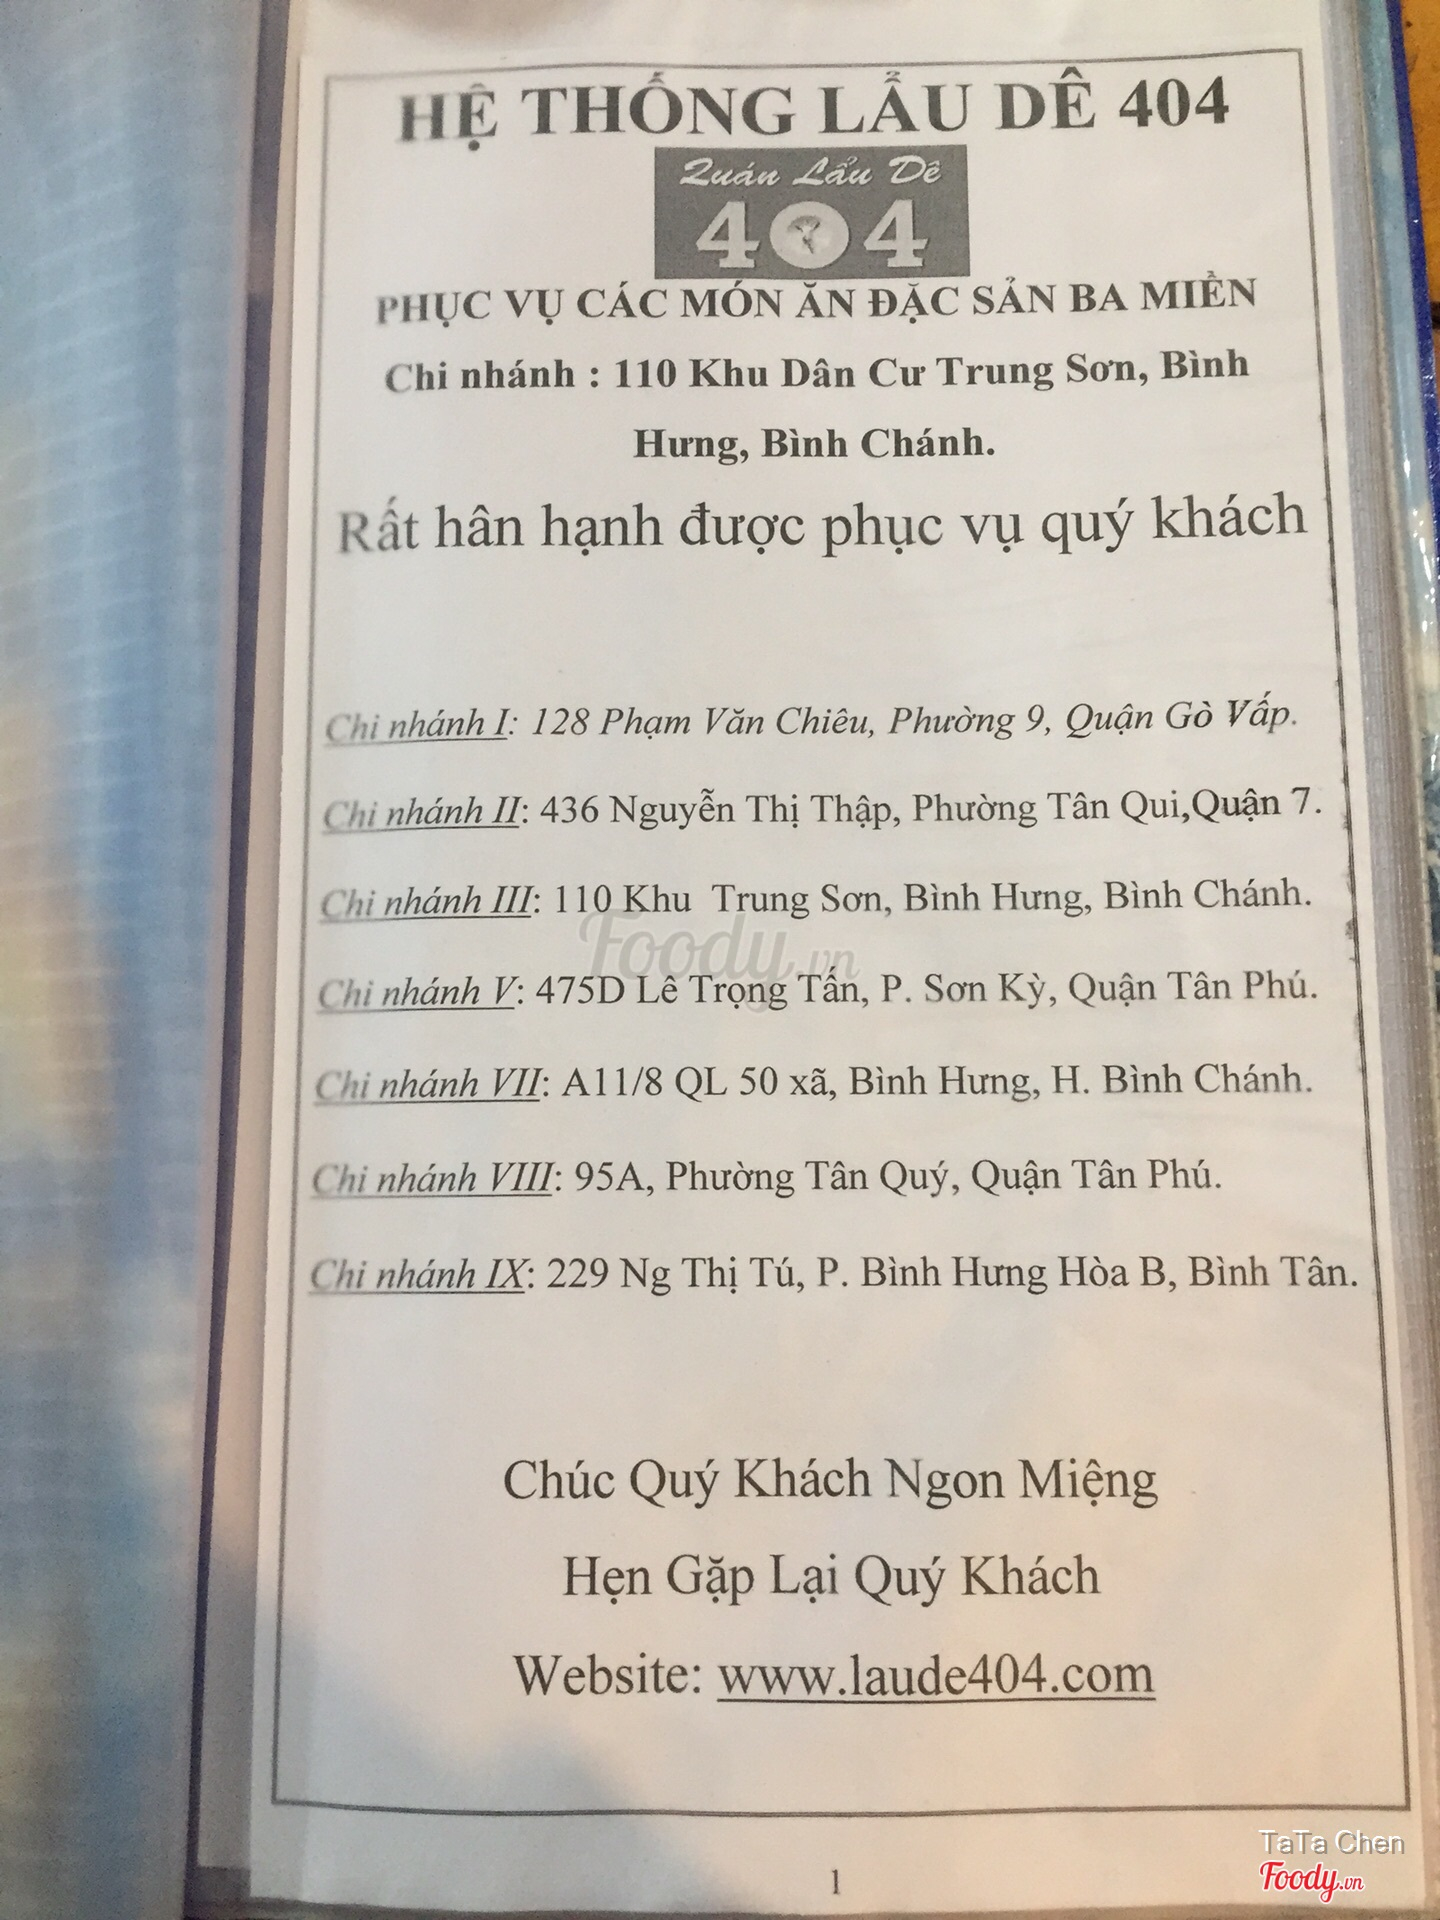 HỆ THỐNG LẨU DÊ 404
Quán Lẩu Dê
404
PHỤC VỤ CÁC MÓN ĂN ĐẶC SẢN BA MIỀN
Chi nhánh : 110 Khu Dân Cư Trung Sơn, Bình
Hưng, Bình Chánh.
Rất hân hạnh được phục vụ quý khách
Chi nhánh I: 128 Phạm Văn Chiêu, Phường 9, Quận Gò Vấp.
Chi nhánh II: 436 Nguyễn Thị Thập, Phường Tân Qui,Quận 7.
Chi nhánh III: 110 Khu Trung Sơn, Bình Hưng, Bình Chánh.
Foody.vn
Chi nhánh V: 475D Lê Trọng Tấn, P. Sơn Kỳ, Quận Tân Phú.
Chi nhánh VII: A11/8 QL 50 xã, Bình Hưng, H. Bình Chánh.
Chi nhánh VIII: 95A, Phường Tân Quý, Quận Tân Phú.
Chi nhánh IX: 229 Ng Thị Tú, P. Bình Hưng Hòa B, Bình Tân.
Chúc Quý Khách Ngon Miệng
Hẹn Gặp Lại Quý Khách
Website: www.laude404.com
1
TaTa Chen
Foody.vn